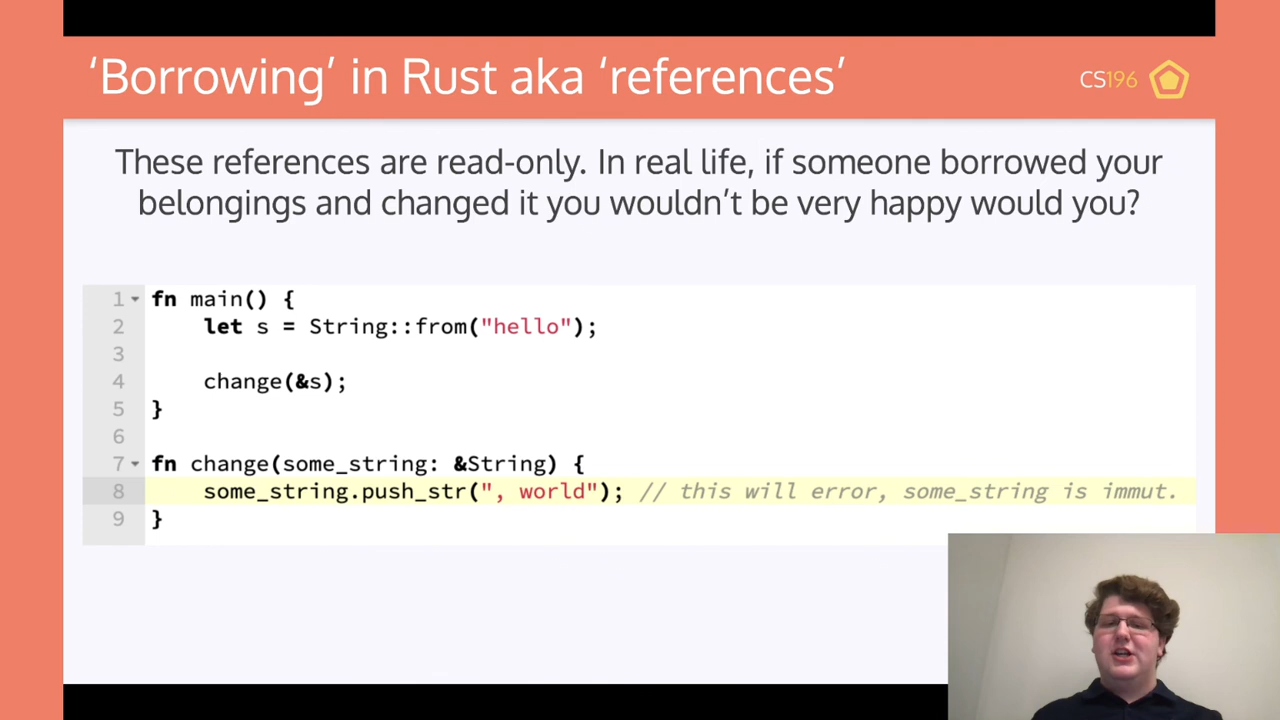 ‘Borrowing’ in Rust aka ‘references’
CS196
These references are read-only. In real life, if someone borrowed your
belongings and changed it you wouldn’t be very happy would you?
1 fn main() {
2     let s = String::from("hello");
3
4     change(&s);
5 }
6
7 fn change(some_string: &String) {
8     some_string.push_str(", world"); // this will error, some_string is immut.
9 }